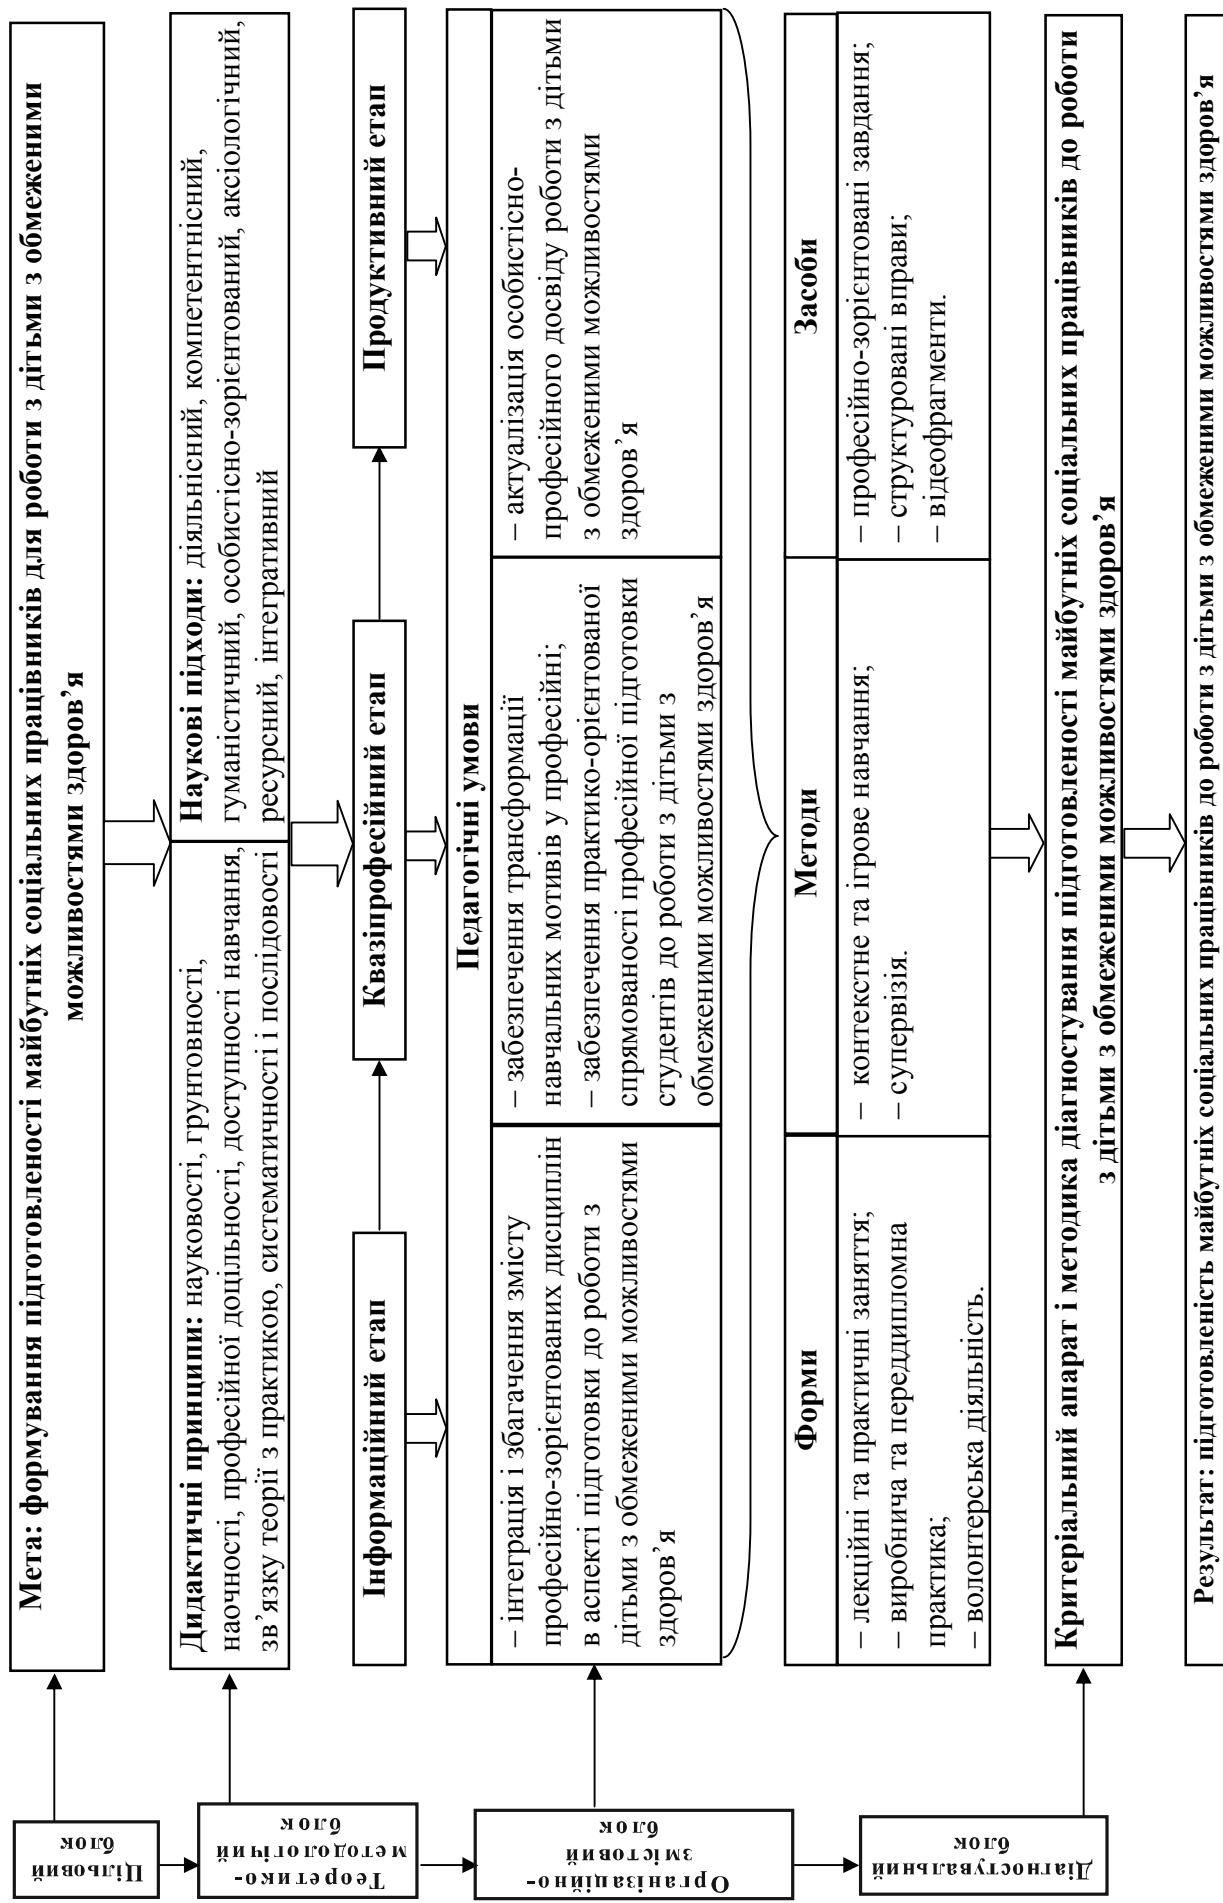 Мета: формування підготовленості майбутніх соціальних працівників для роботи з дітьми з обмеженими
можливостями здоров’я
Дидактичні принципи: науковості, грунтовності,
наочності, професійної доцільності, доступності навчання,
зв’язку теорії з практикою, систематичності і послідовості
Наукові підходи: діяльнісний, компетентнісний,
гуманістичний, особистісно-зорієнтований, аксіологічний,
ресурсний, інтегративний
Інформаційний етап
Квазіпрофесійний етап
Продуктивний етап
Педагогічні умови
– інтеграція і збагачення змісту
професійно-зорієнтованих дисциплін
в аспекті підготовки до роботи з
дітьми з обмеженими можливостями
здоров’я
– забезпечення трансформації
навчальних мотивів у професійні;
– забезпечення практико-орієнтованої
спрямованості професійної підготовки
студентів до роботи з дітьми з
обмеженими можливостями здоров’я
– актуалізація особистісно-
професійного досвіду роботи з дітьми
з обмеженими можливостями
здоров’я
Форми
Методи
Засоби
– лекційні та практичні заняття;
– виробнича та переддипломна
практика;
– волонтерська діяльність.
– контекстне та ігрове навчання;
– супервізія.
– професійно-зорієнтовані завдання;
– структуровані вправи;
– відеофрагменти.
Критеріальний апарат і методика діагностування підготовленості майбутніх соціальних працівників до роботи
з дітьми з обмеженими можливостями здоров’я
Результат: підготовленість майбутніх соціальних працівників до роботи з дітьми з обмеженими можливостями здоров’я
Цільовий
блок
Теоретико-
методологічний
блок
Організаційно-
змістовий
блок
Діагностувальний
блок